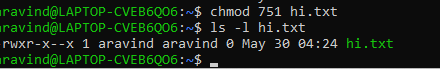 aravind@LAPTOP-CVEB6QO6:~$ chmod 751 hi.txt
aravind@LAPTOP-CVEB6QO6:~$ ls -l hi.txt
-rwxr-x--x 1 aravind aravind 0 May 30 04:24 hi.txt
aravind@LAPTOP-CVEB6QO6:~$